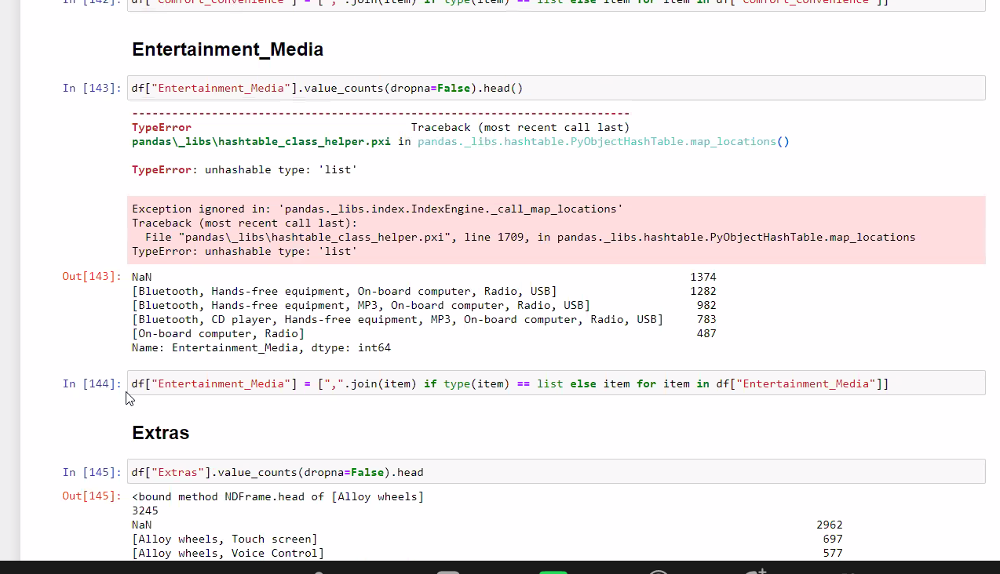 In [142]: df["Comfort_Convenience"] = [",".join(item) if type(item) == list else item for item in df["Comfort_Convenience"]]
Entertainment_Media
In [143]: df["Entertainment_Media"].value_counts(dropna=False).head()
---------------------------------------------------------------------------
TypeError Traceback (most recent call last)
pandas\_libs\hashtable_class_helper.pxi in pandas._libs.hashtable.PyObjectHashTable.map_locations()
TypeError: unhashable type: 'list'
Exception ignored in: 'pandas._libs.index.IndexEngine._call_map_locations'
Traceback (most recent call last):
File "pandas\_libs\hashtable_class_helper.pxi", line 1709, in pandas._libs.hashtable.PyObjectHashTable.map_locations
TypeError: unhashable type: 'list'
Out[143]: NaN 1374
[Bluetooth, Hands-free equipment, On-board computer, Radio, USB] 1282
[Bluetooth, Hands-free equipment, MP3, On-board computer, Radio, USB] 982
[Bluetooth, CD player, Hands-free equipment, MP3, On-board computer, Radio, USB] 783
[On-board computer, Radio] 487
Name: Entertainment_Media, dtype: int64
In [144]: df["Entertainment_Media"] = [",".join(item) if type(item) == list else item for item in df["Entertainment_Media"]]
Extras
In [145]: df["Extras"].value_counts(dropna=False).head
Out[145]: <bound method NDFrame.head of [Alloy wheels]
3245
NaN 2962
[Alloy wheels, Touch screen] 697
[Alloy wheels, Voice Control] 577